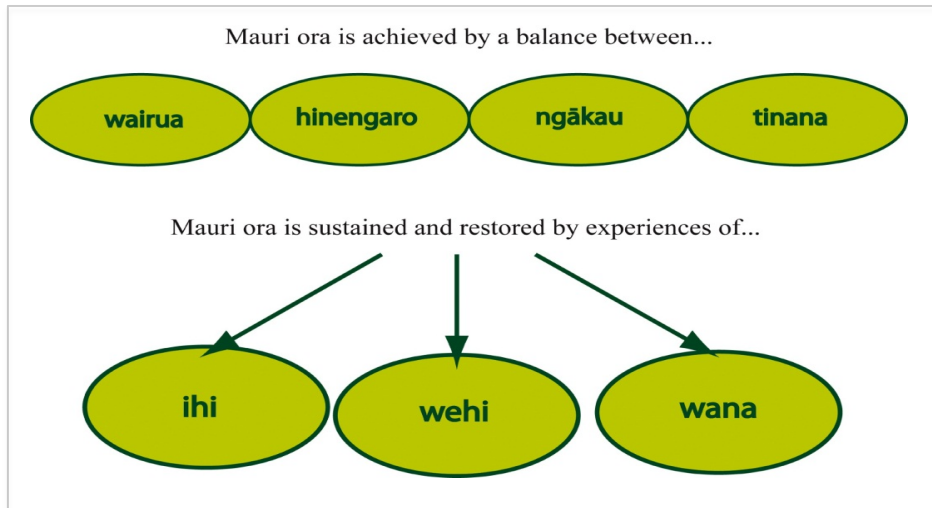 Mauri ora is achieved by a balance between...
wairua hinengaro ngākau tinana
Mauri ora is sustained and restored by experiences of...
ihi wehi wana